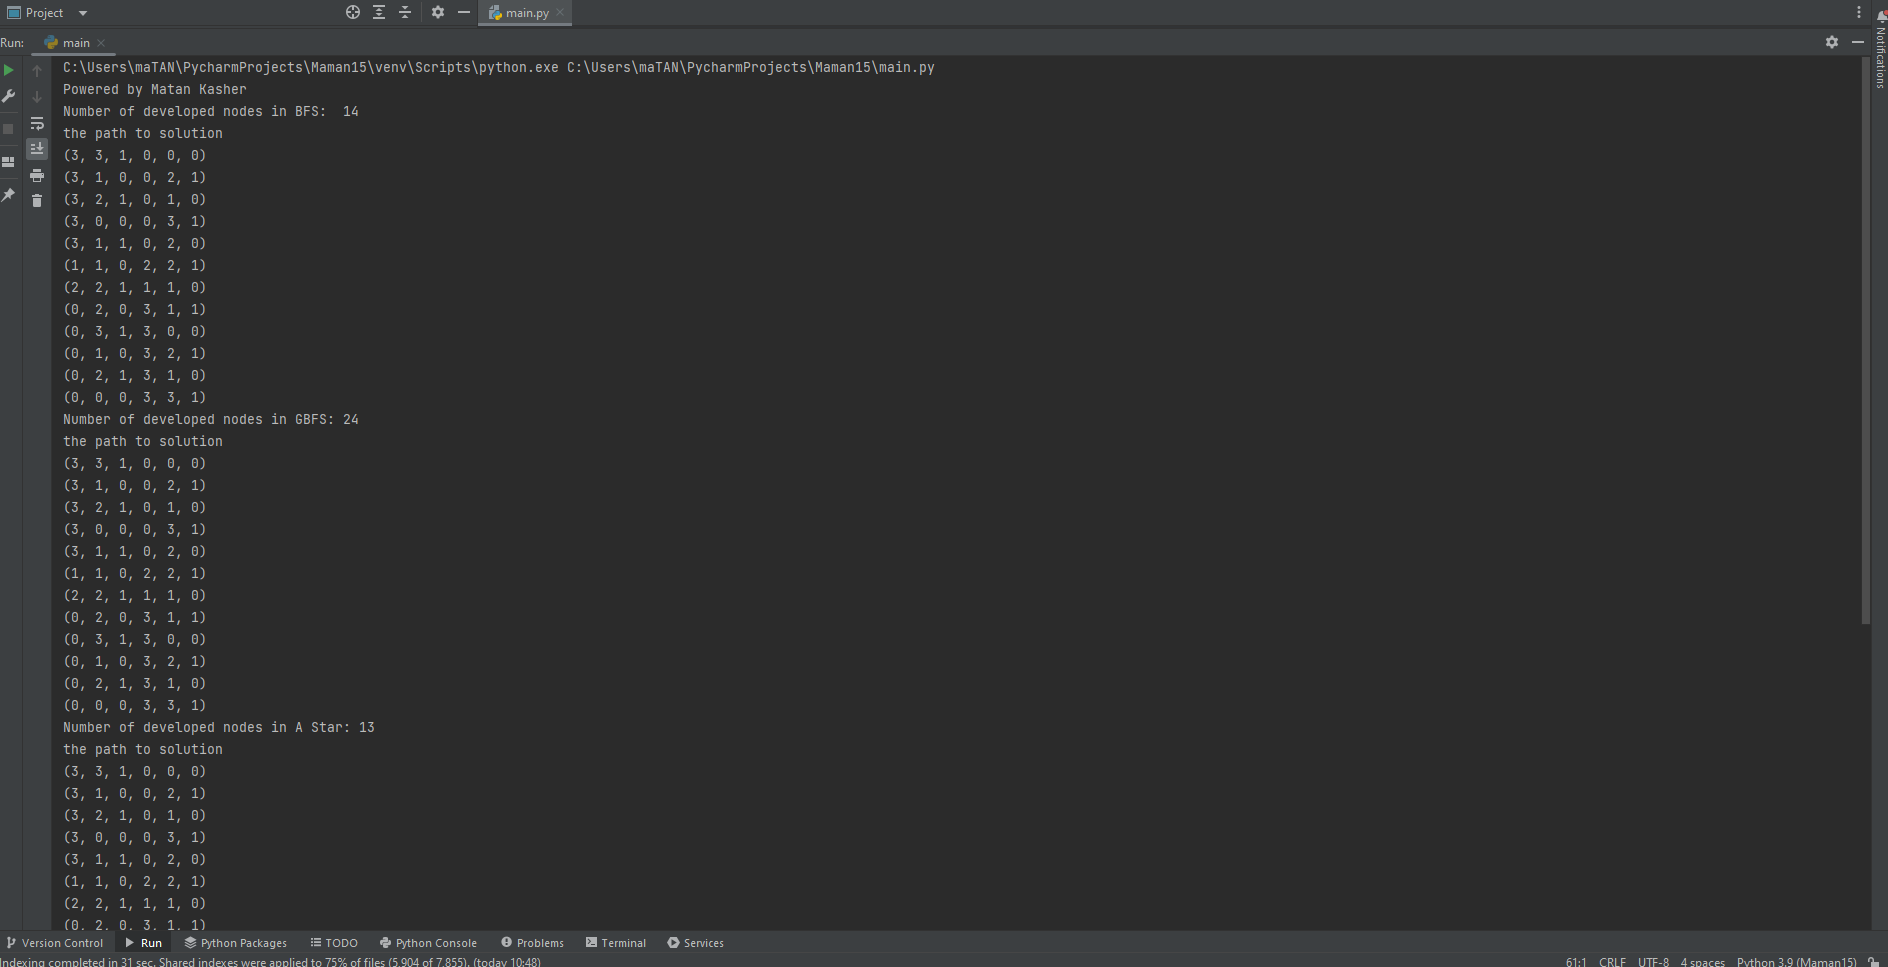 Project
main.py
Run: main
Notifications
C:\Users\maTAN\PycharmProjects\Maman15\venv\Scripts\python.exe C:\Users\maTAN\PycharmProjects\Maman15\main.py
Powered by Matan Kasher
Number of developed nodes in BFS:  14
the path to solution
(3, 3, 1, 0, 0, 0)
(3, 1, 0, 0, 2, 1)
(3, 2, 1, 0, 1, 0)
(3, 0, 0, 0, 3, 1)
(3, 1, 1, 0, 2, 0)
(1, 1, 0, 2, 2, 1)
(2, 2, 1, 1, 1, 0)
(0, 2, 0, 3, 1, 1)
(0, 3, 1, 3, 0, 0)
(0, 1, 0, 3, 2, 1)
(0, 2, 1, 3, 1, 0)
(0, 0, 0, 3, 3, 1)
Number of developed nodes in GBFS: 24
the path to solution
(3, 3, 1, 0, 0, 0)
(3, 1, 0, 0, 2, 1)
(3, 2, 1, 0, 1, 0)
(3, 0, 0, 0, 3, 1)
(3, 1, 1, 0, 2, 0)
(1, 1, 0, 2, 2, 1)
(2, 2, 1, 1, 1, 0)
(0, 2, 0, 3, 1, 1)
(0, 3, 1, 3, 0, 0)
(0, 1, 0, 3, 2, 1)
(0, 2, 1, 3, 1, 0)
(0, 0, 0, 3, 3, 1)
Number of developed nodes in A Star: 13
the path to solution
(3, 3, 1, 0, 0, 0)
(3, 1, 0, 0, 2, 1)
(3, 2, 1, 0, 1, 0)
(3, 0, 0, 0, 3, 1)
(3, 1, 1, 0, 2, 0)
(1, 1, 0, 2, 2, 1)
(2, 2, 1, 1, 1, 0)
(0, 2, 0, 3, 1, 1)
Version Control Run Python Packages TODO Python Console Problems Terminal Services
Indexing completed in 31 sec. Shared indexes were applied to 75% of files (5,904 of 7,855). (today 10:48) 61:1 CRLF UTF-8 4 spaces Python 3.9 (Maman15)